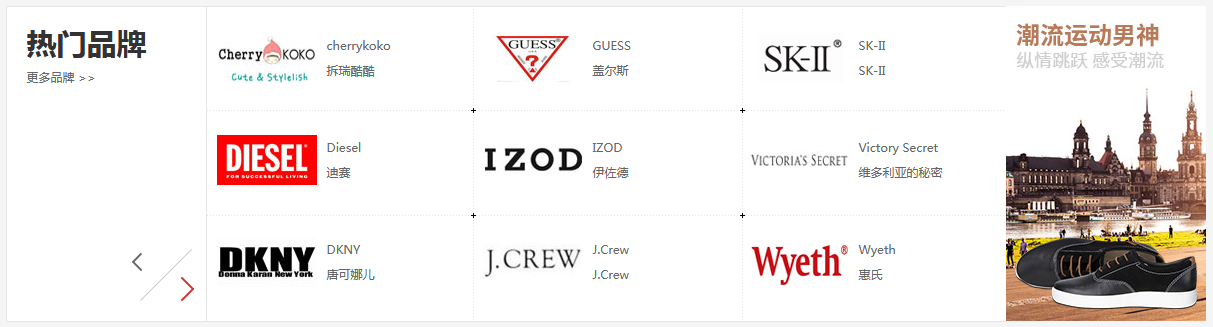 热门品牌
更多品牌 >>
Cherry KOKO
Cute & Stylelish
cherrykoko
拆瑞酷酷
GUESS
?
GUESS
盖尔斯
SK-II
SK-II
SK-II
DIESEL
FOR SUCCESSFUL LIVING
Diesel
迪赛
IZOD
IZOD
伊佐德
VICTORIA'S SECRET
Victory Secret
维多利亚的秘密
DKNY
Donna Karan New York
DKNY
唐可娜儿
J.CREW
J.Crew
J.Crew
Wyeth®
Wyeth
惠氏
潮流运动男神
纵情跳跃 感受潮流